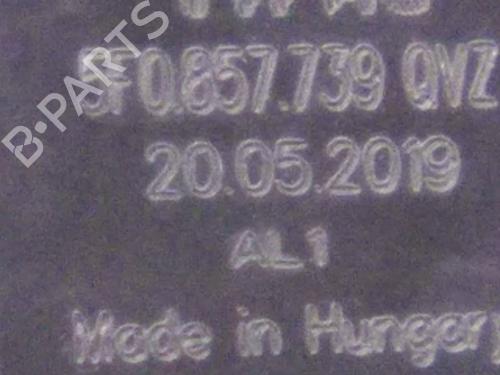 B-PARTS
5F0.857.739 QVZ
20.05.2019
AL1
Made in Hungary